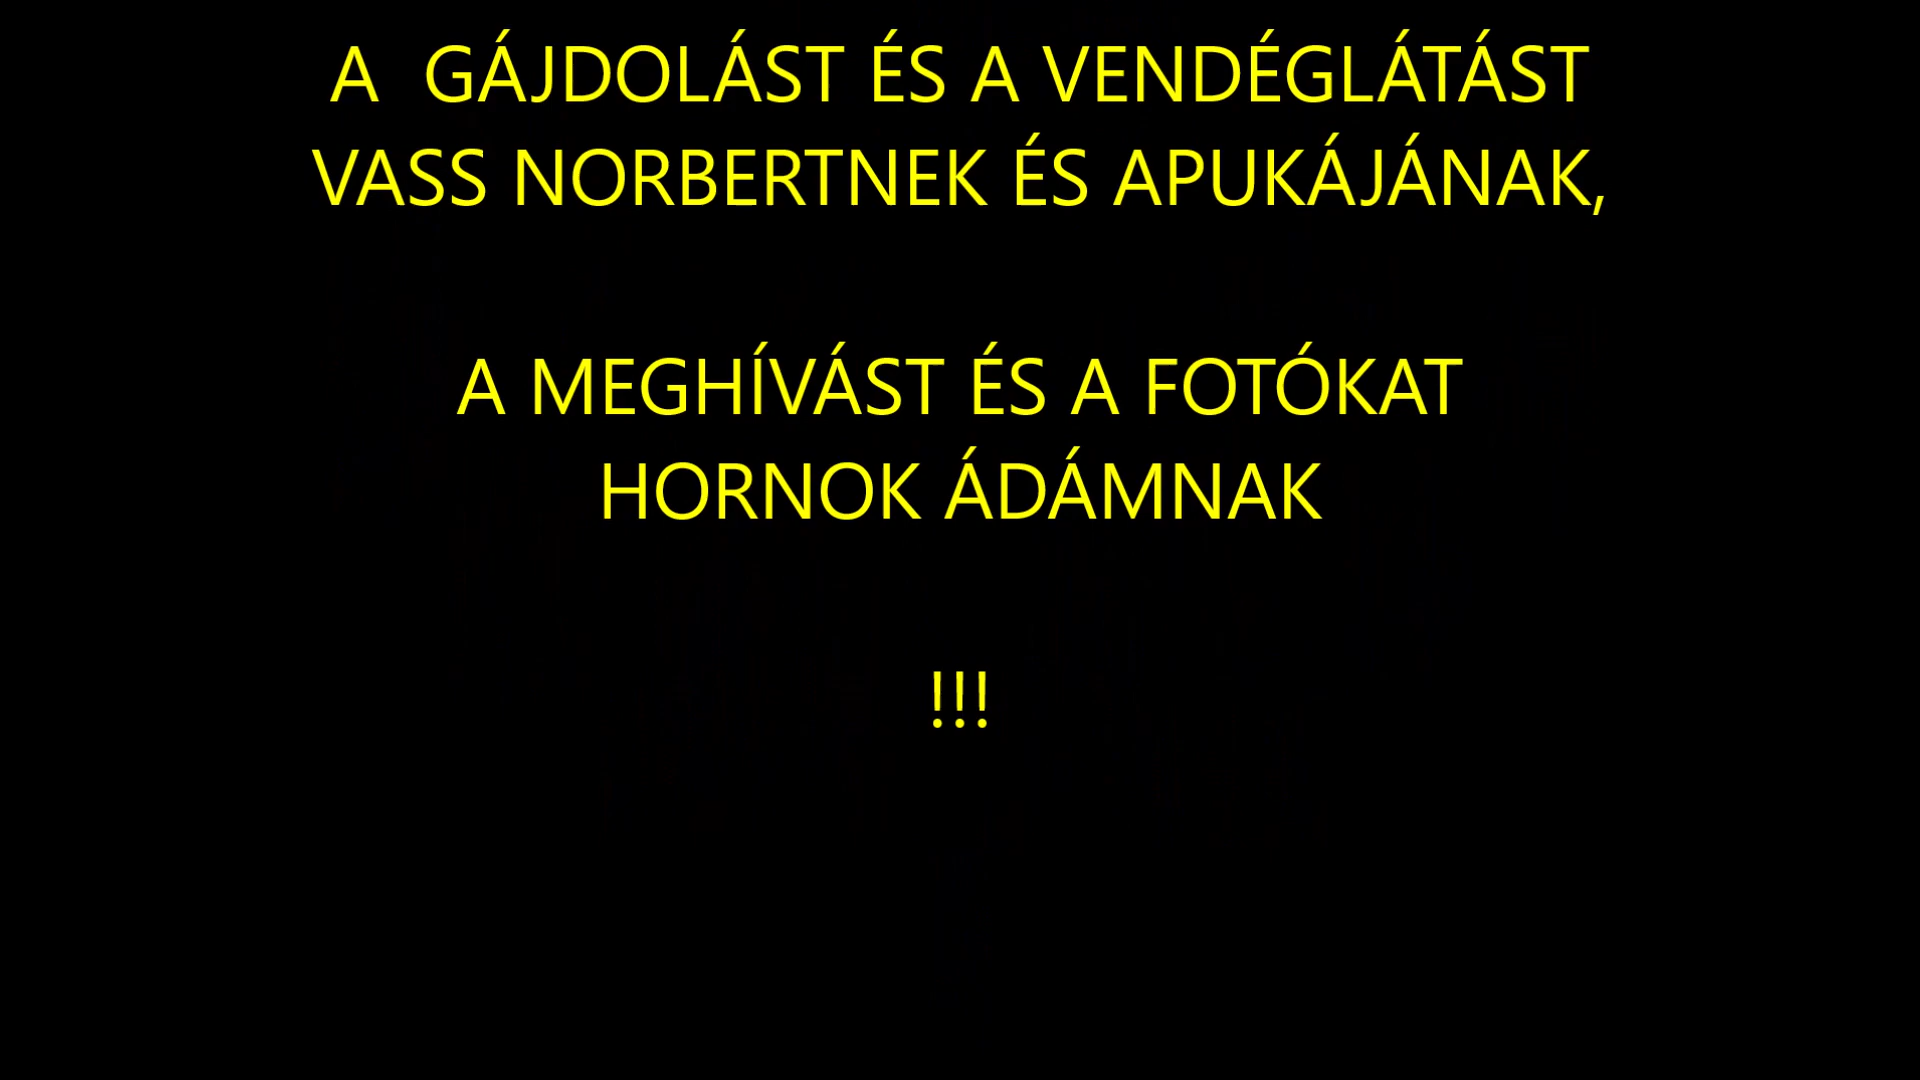 A  GÁJDOLÁST ÉS A VENDÉGLÁTÁST
VASS NORBERTNEK ÉS APUKÁJÁNAK,
A MEGHÍVÁST ÉS A FOTÓKAT
HORNOK ÁDÁMNAK
!!!